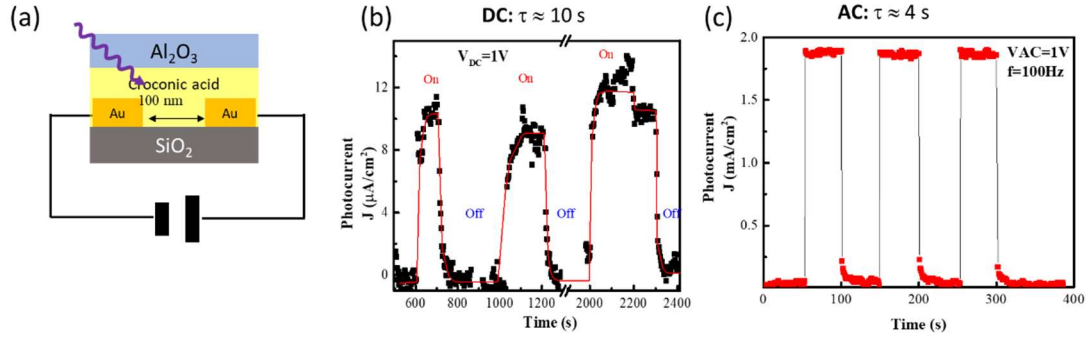 (a)
Al₂O₃
Croconic acid
100 nm
Au
Au
SiO₂
(b)
DC: τ ≈ 10 s
V_DC=1V
On
On
On
Off
Off
Off
Photocurrent
J (μA/cm²)
12
8
4
0
600
800
1000
1200
2000
2200
2400
Time (s)
(c)
AC: τ ≈ 4 s
VAC=1V
f=100Hz
Photocurrent
J (mA/cm²)
2.0
1.5
1.0
0.50
0
100
200
300
400
Time (s)